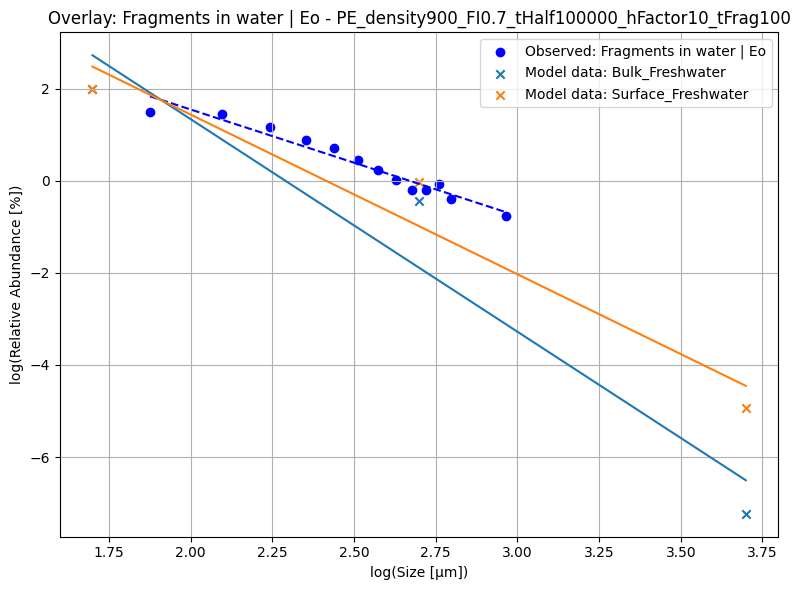 Overlay: Fragments in water | Eo - PE_density900_FI0.7_tHalf100000_hFactor10_tFrag100
Observed: Fragments in water | Eo
Model data: Bulk_Freshwater
Model data: Surface_Freshwater
log(Relative Abundance [%])
2
0
−2
−4
−6
1.75 2.00 2.25 2.50 2.75 3.00 3.25 3.50 3.75
log(Size [µm])